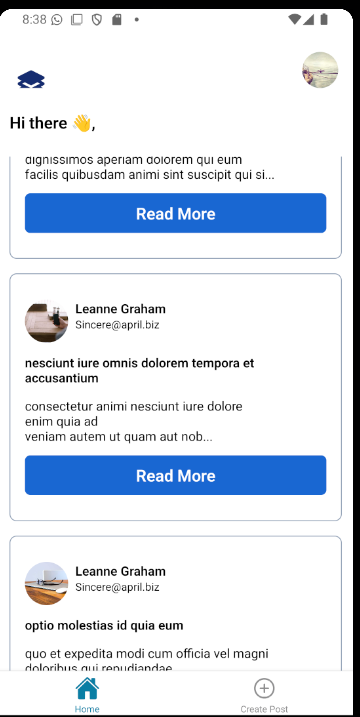 8:38
Hi there 👋,
dignissimos aperiam dolorem qui eum
facilis quibusdam animi sint suscipit qui si...
Read More
Leanne Graham
Sincere@april.biz
nesciunt iure omnis dolorem tempora et
accusantium
consectetur animi nesciunt iure dolore
enim quia ad
veniam autem ut quam aut nob...
Read More
Leanne Graham
Sincere@april.biz
optio molestias id quia eum
quo et expedita modi cum officia vel magni
doloribus qui repudiandae
Home
Create Post